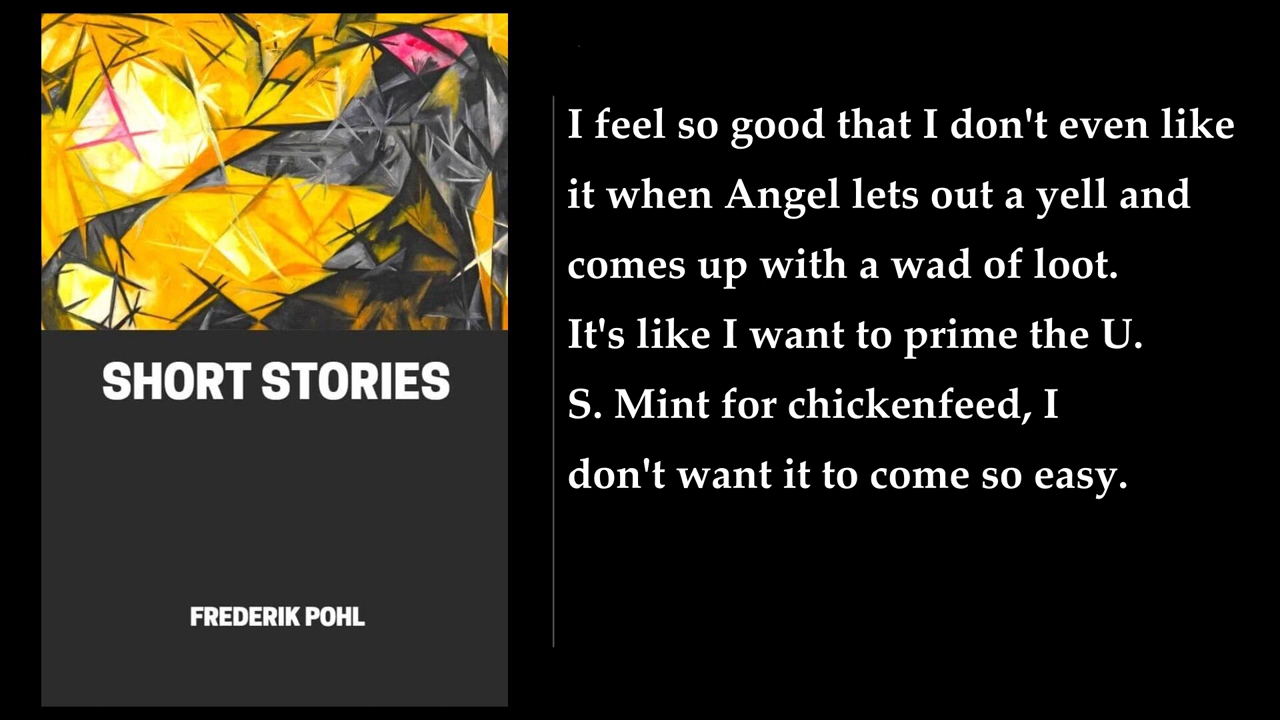 SHORT STORIES
FREDERIK POHL
I feel so good that I don't even like
it when Angel lets out a yell and
comes up with a wad of loot.
It's like I want to prime the U.
S. Mint for chickenfeed, I
don't want it to come so easy.